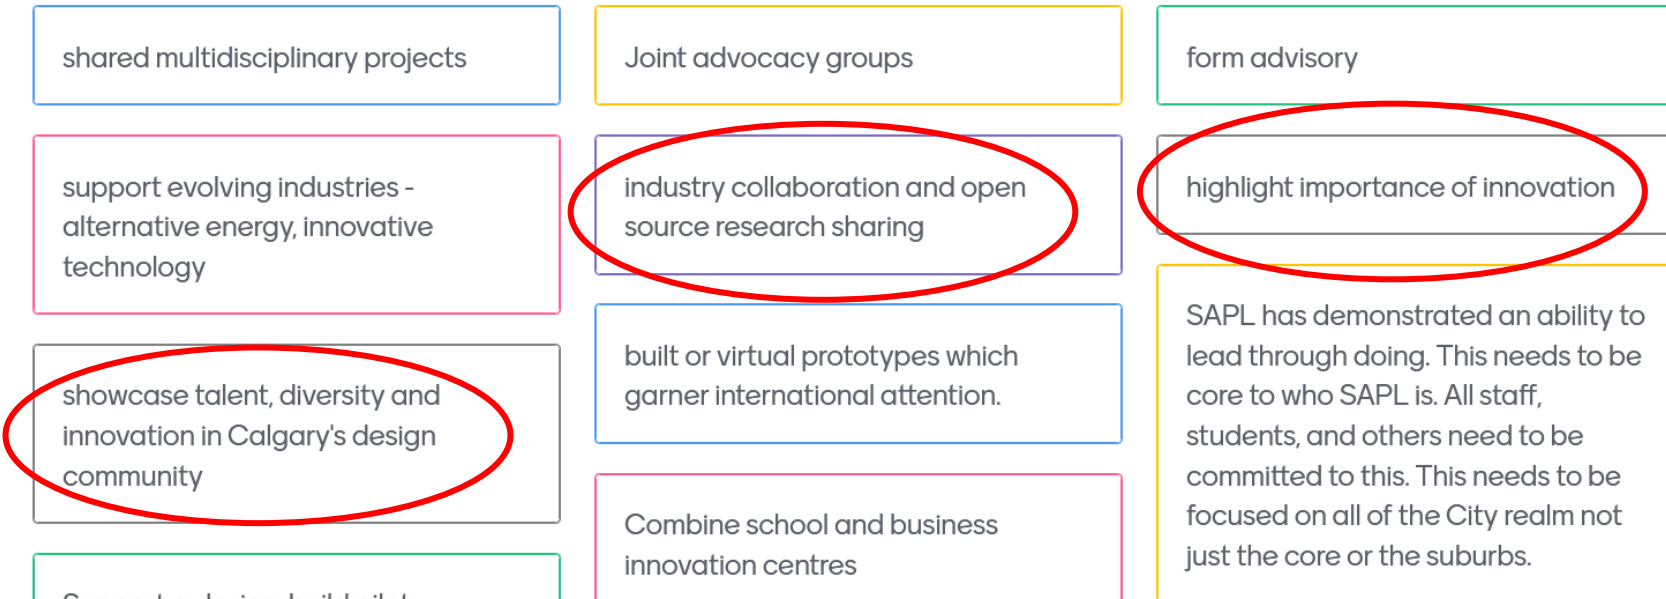 shared multidisciplinary projects
support evolving industries -
alternative energy, innovative
technology
showcase talent, diversity and
innovation in Calgary's design
community
Joint advocacy groups
industry collaboration and open
source research sharing
built or virtual prototypes which
garner international attention.
Combine school and business
innovation centres
form advisory
highlight importance of innovation
SAPL has demonstrated an ability to
lead through doing. This needs to be
core to who SAPL is. All staff,
students, and others need to be
committed to this. This needs to be
focused on all of the City realm not
just the core or the suburbs.